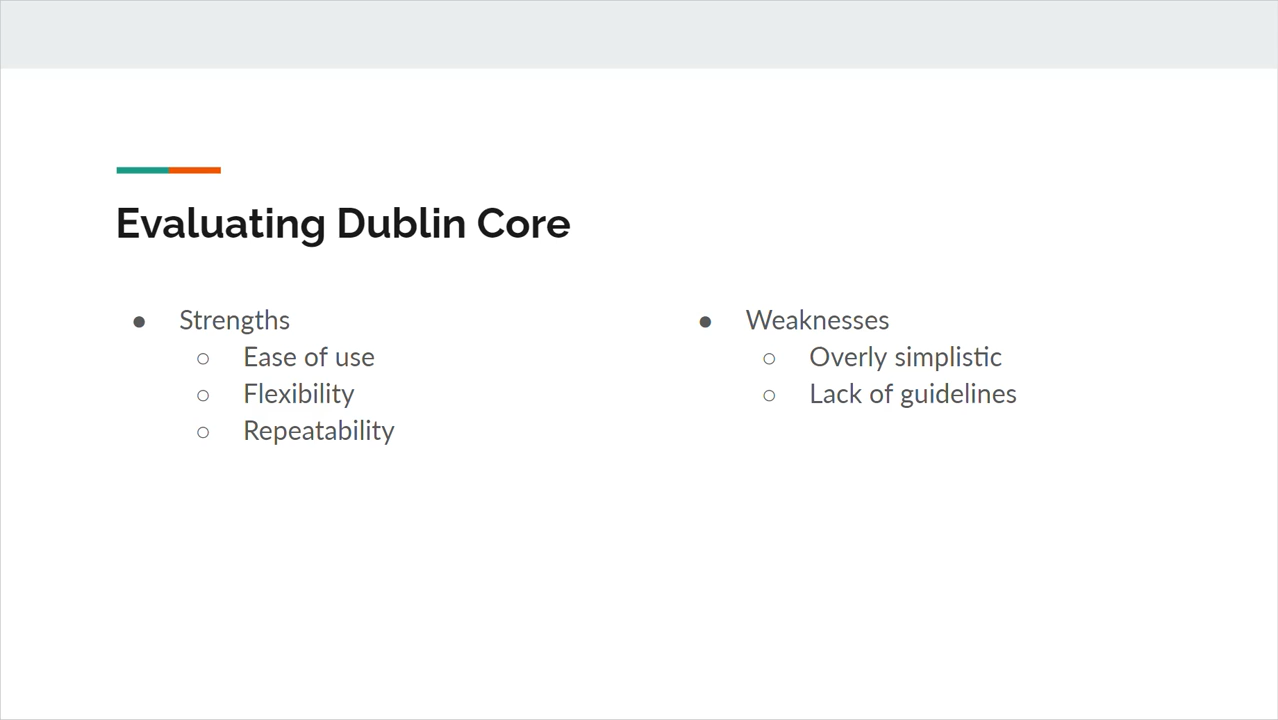 Evaluating Dublin Core
● Strengths
○ Ease of use
○ Flexibility
○ Repeatability
● Weaknesses
○ Overly simplistic
○ Lack of guidelines